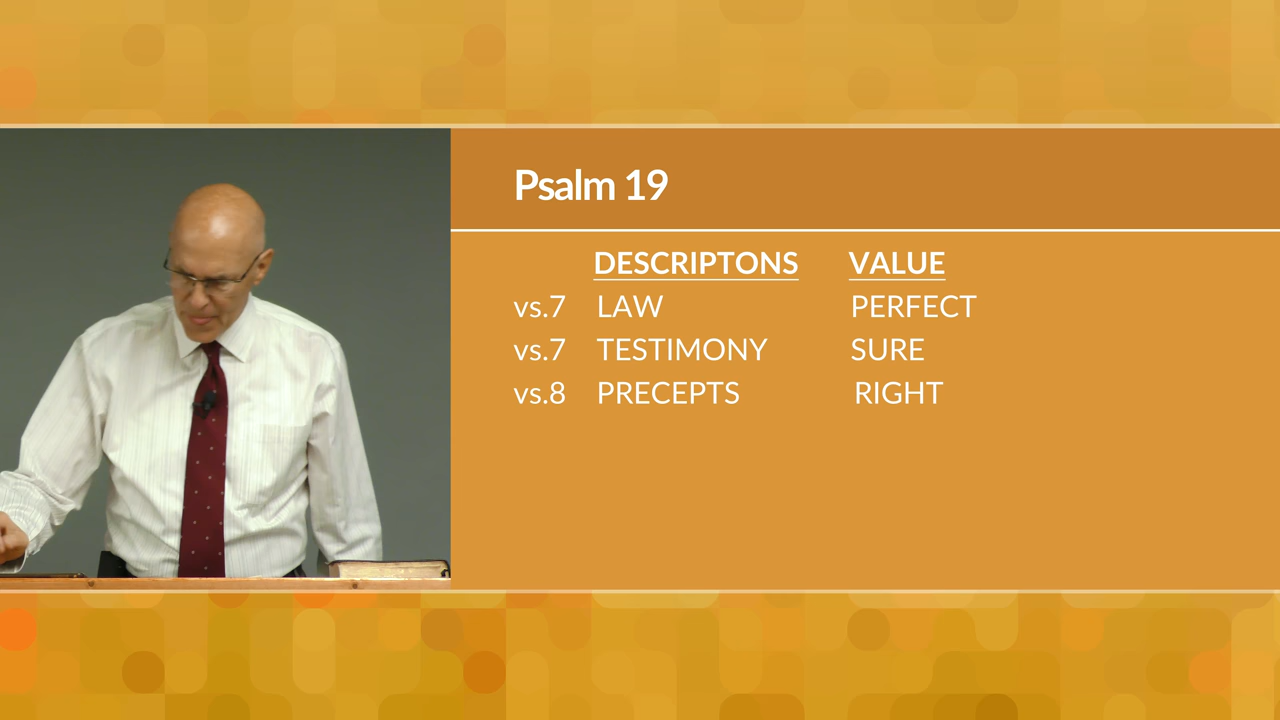 Psalm 19
DESCRIPTONS VALUE
vs.7 LAW PERFECT
vs.7 TESTIMONY SURE
vs.8 PRECEPTS RIGHT